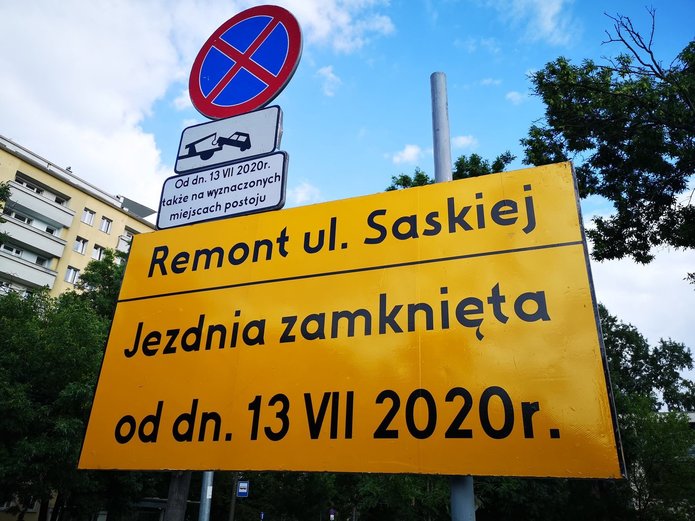 Od dn. 13 VII 2020r.
także na wyznaczonych
miejscach postoju
Remont ul. Saskiej
Jezdnia zamknięta
od dn. 13 VII 2020r.